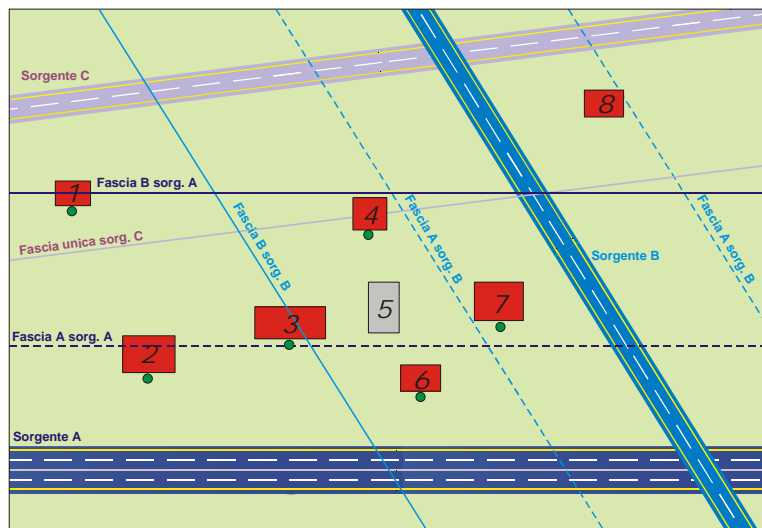 Sorgente C
8
1
Fascia B sorg. A
4
Fascia A sorg. B
Fascia B sorg. B
Fascia A sorg. B
Fascia unica sorg. C
Sorgente B
5
7
3
Fascia A sorg. A
2
6
Sorgente A